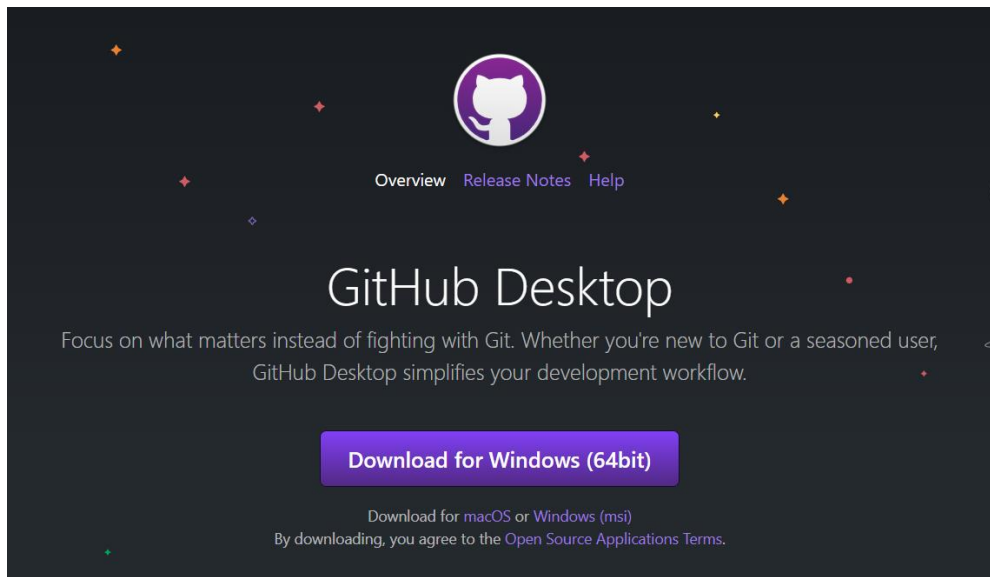 Overview Release Notes Help
GitHub Desktop
Focus on what matters instead of fighting with Git. Whether you're new to Git or a seasoned user,
GitHub Desktop simplifies your development workflow.
Download for Windows (64bit)
Download for macOS or Windows (msi)
By downloading, you agree to the Open Source Applications Terms.